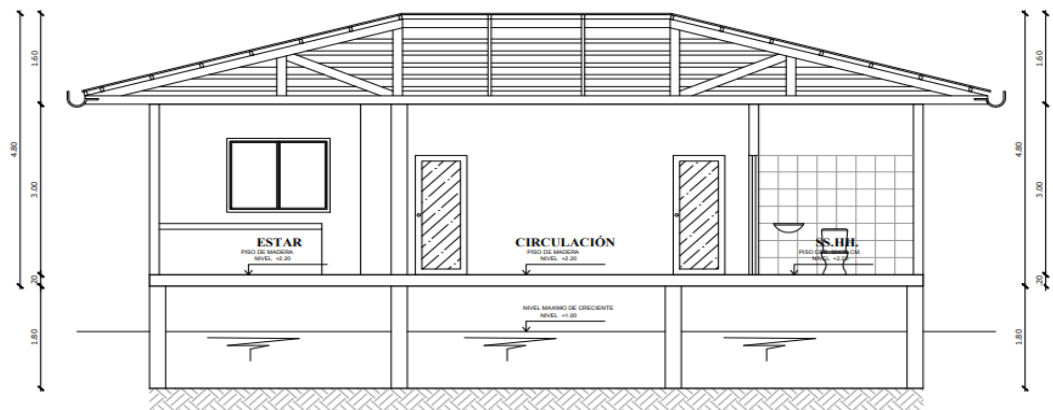 1.60
1.60
4.80
4.80
3.00
3.00
ESTAR
PISO DE MADERA
NIVEL +2.20
CIRCULACIÓN
PISO DE MADERA
NIVEL +2.20
SS.HH.
PISO CM.
NIVEL
.20
.20
NIVEL MAXIMO DE CRECIENTE
NIVEL +1.00
1.80
1.80